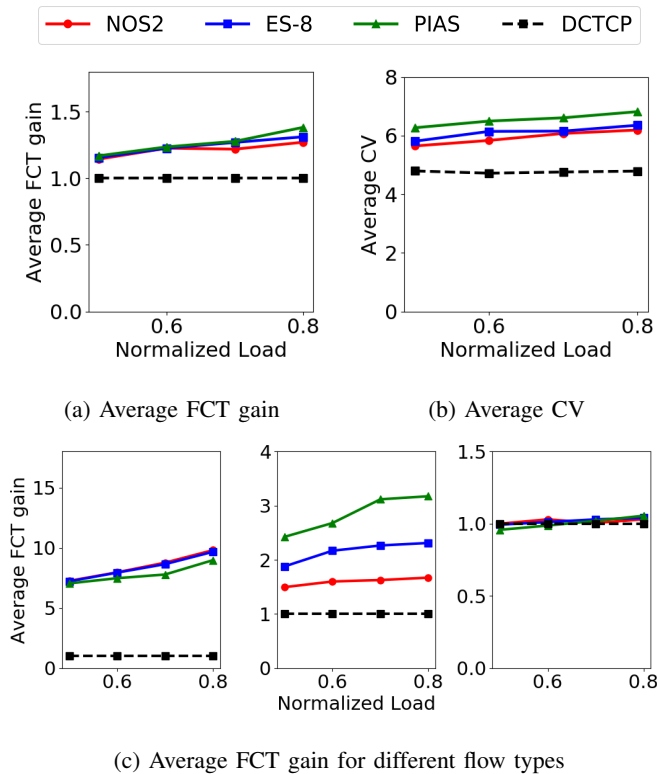 NOS2 ES-8 PIAS DCTCP
Average FCT gain
1.5
1.0
0.5
0.0
0.6 0.8
Normalized Load
(a) Average FCT gain
Average CV
8
6
4
2
0
0.6 0.8
Normalized Load
(b) Average CV
Average FCT gain
15
10
5
0
0.6 0.8
4
3
2
1
0
0.6 0.8
Normalized Load
1.5
1.0
0.5
0.0
0.6 0.8
(c) Average FCT gain for different flow types